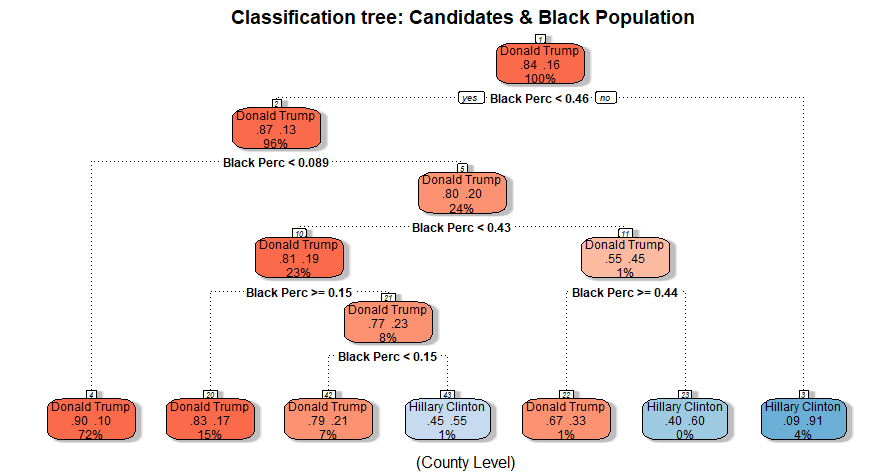 Classification tree: Candidates & Black Population
1
Donald Trump
.84 .16
100%
yes Black Perc < 0.46 no
2
Donald Trump
.87 .13
96%
Black Perc < 0.089
5
Donald Trump
.80 .20
24%
Black Perc < 0.43
10
Donald Trump
.81 .19
23%
11
Donald Trump
.55 .45
1%
Black Perc >= 0.15
Black Perc >= 0.44
21
Donald Trump
.77 .23
8%
Black Perc < 0.15
4
Donald Trump
.90 .10
72%
20
Donald Trump
.83 .17
15%
42
Donald Trump
.79 .21
7%
43
Hillary Clinton
.45 .55
1%
22
Donald Trump
.67 .33
1%
23
Hillary Clinton
.40 .60
0%
3
Hillary Clinton
.09 .91
4%
(County Level)